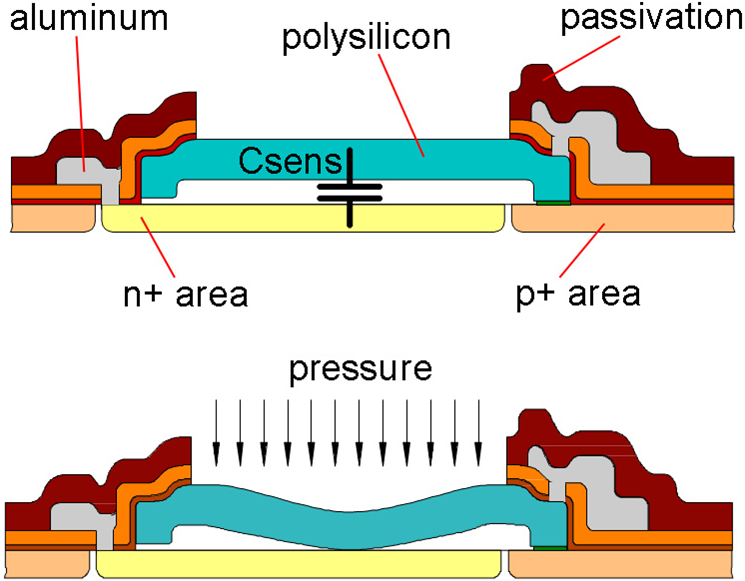 aluminum
passivation
polysilicon
Csens
n+ area
p+ area
pressure